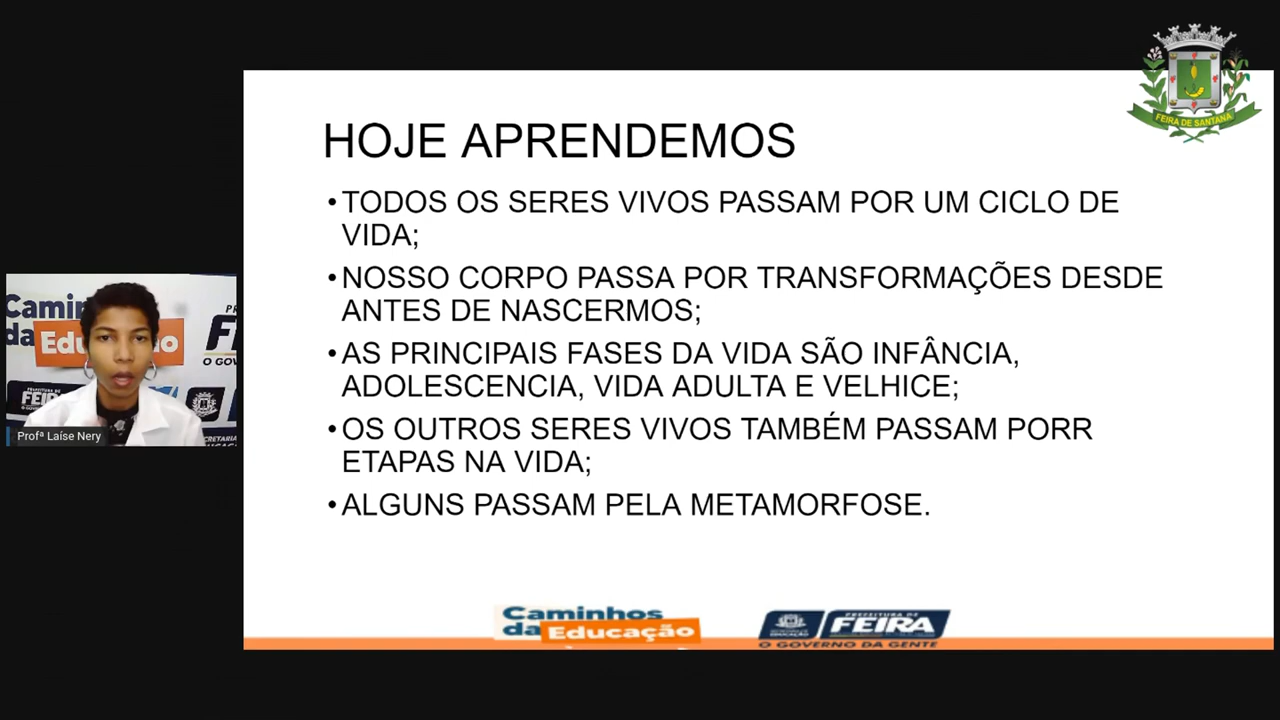 FEIRA DE SANTANA
HOJE APRENDEMOS
•TODOS OS SERES VIVOS PASSAM POR UM CICLO DE
VIDA;
•NOSSO CORPO PASSA POR TRANSFORMAÇÕES DESDE
ANTES DE NASCERMOS;
•AS PRINCIPAIS FASES DA VIDA SÃO INFÂNCIA,
ADOLESCENCIA, VIDA ADULTA E VELHICE;
•OS OUTROS SERES VIVOS TAMBÉM PASSAM PORR
ETAPAS NA VIDA;
•ALGUNS PASSAM PELA METAMORFOSE.
Profª Laíse Nery
Caminhos
da Educação
PREFEITURA DE
FEIRA
O GOVERNO DA GENTE